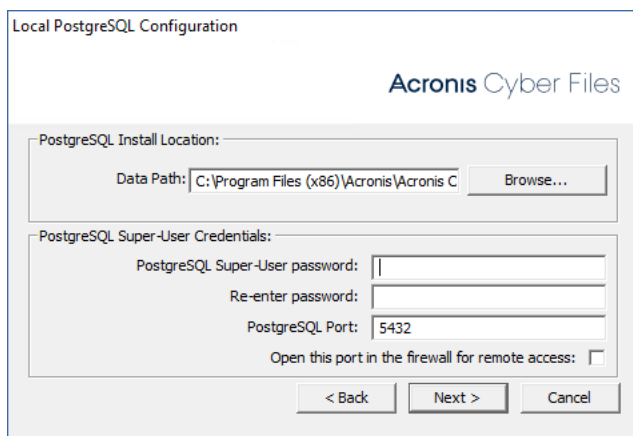 Local PostgreSQL Configuration
Acronis Cyber Files
PostgreSQL Install Location:
Data Path: C:\Program Files (x86)\Acronis\Acronis C Browse...
PostgreSQL Super-User Credentials:
PostgreSQL Super-User password:
Re-enter password:
PostgreSQL Port: 5432
Open this port in the firewall for remote access:
< Back Next > Cancel